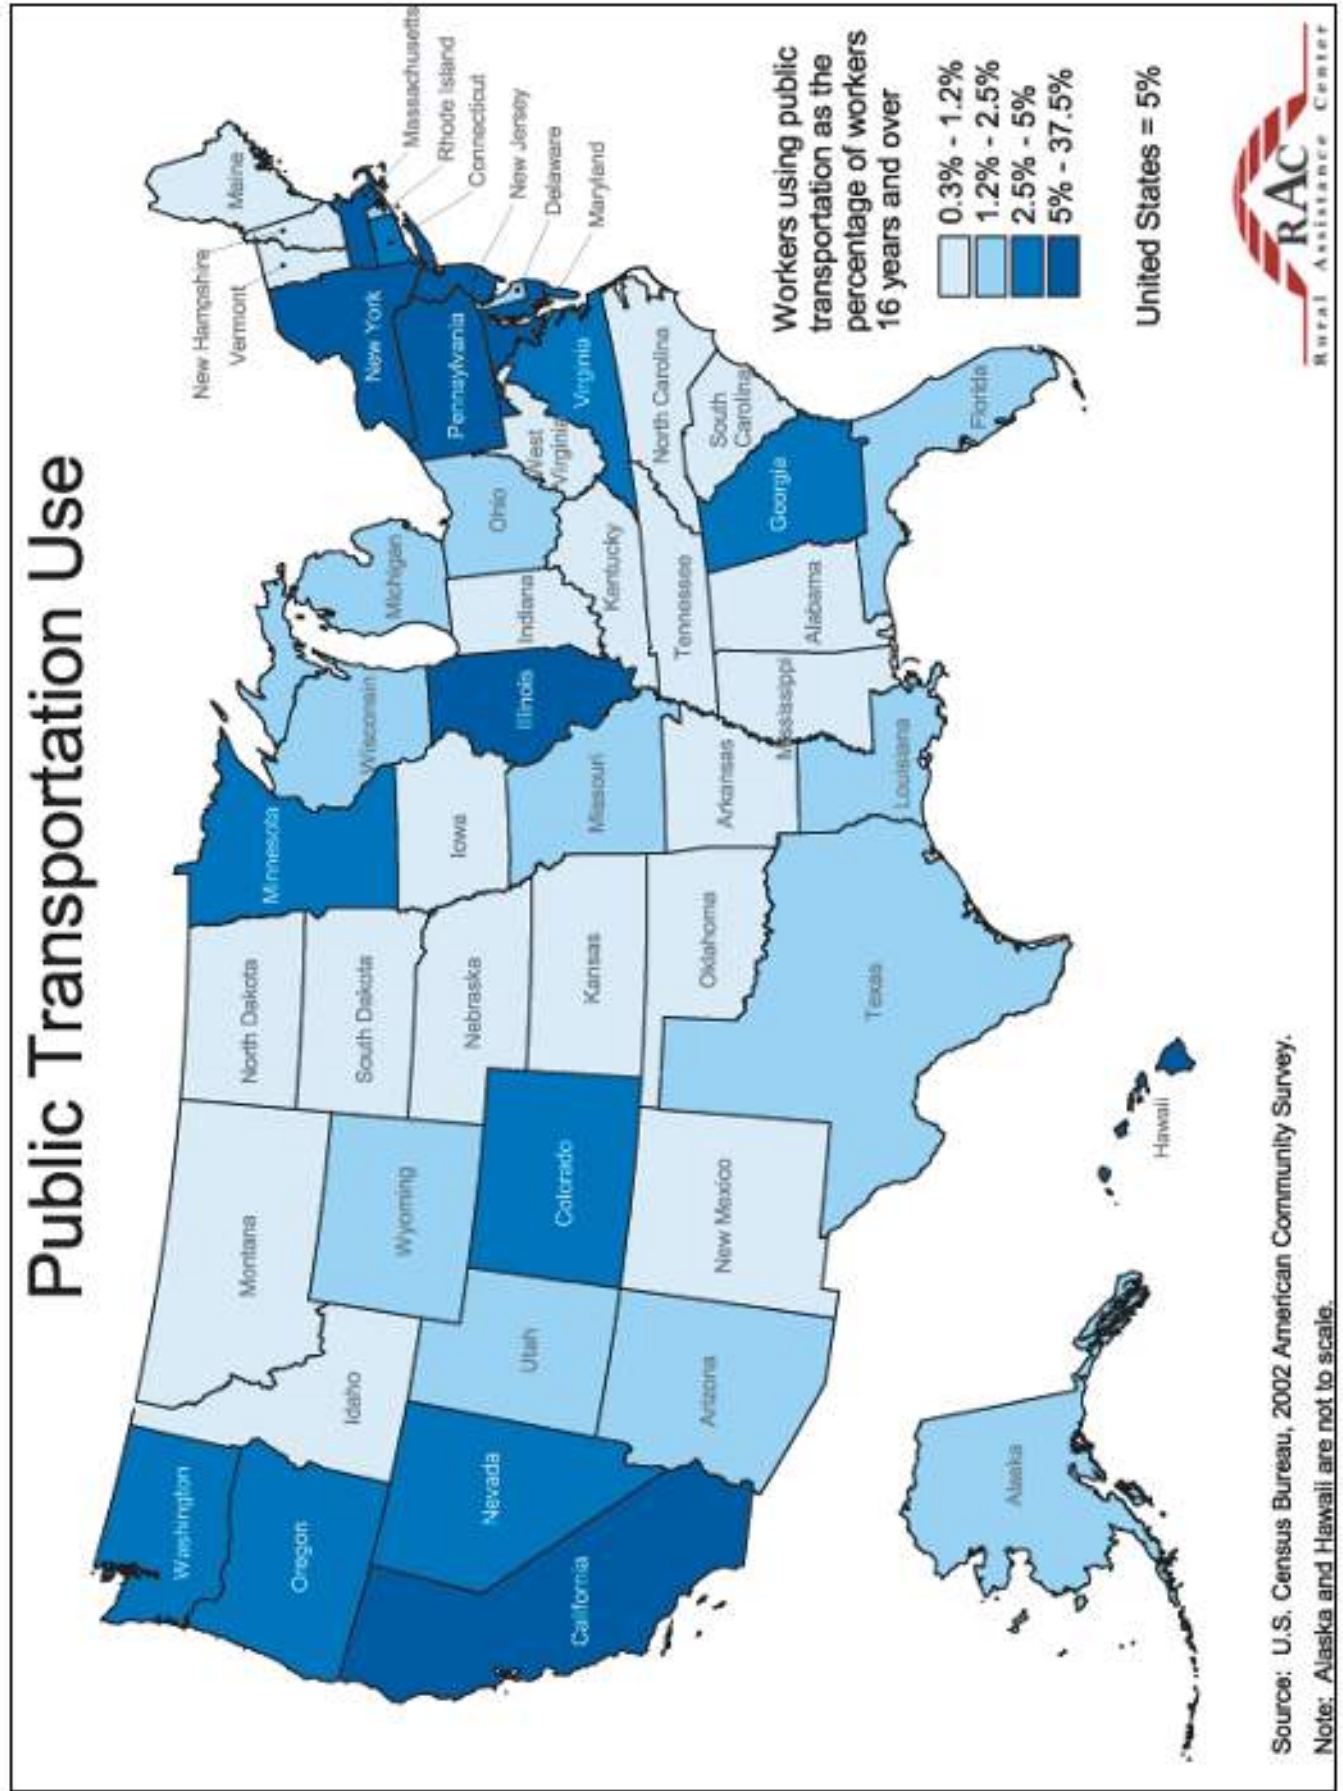 Public Transportation Use
Washington
Oregon
California
Nevada
Idaho
Montana
Wyoming
Utah
Arizona
Colorado
New Mexico
North Dakota
South Dakota
Nebraska
Kansas
Oklahoma
Texas
Minnesota
Iowa
Missouri
Arkansas
Louisiana
Wisconsin
Illinois
Mississippi
Michigan
Indiana
Kentucky
Tennessee
Alabama
Ohio
West
Virginia
Virginia
North Carolina
South
Carolina
Georgia
Florida
Pennsylvania
New York
New Hampshire
Vermont
Maine
Massachusetts
Rhode Island
Connecticut
New Jersey
Delaware
Maryland
Alaska
Hawaii
Workers using public
transportation as the
percentage of workers
16 years and over
0.3% - 1.2%
1.2% - 2.5%
2.5% - 5%
5% - 37.5%
United States = 5%
Source: U.S. Census Bureau, 2002 American Community Survey.
Note: Alaska and Hawaii are not to scale.
RAC
Rural Assistance Center